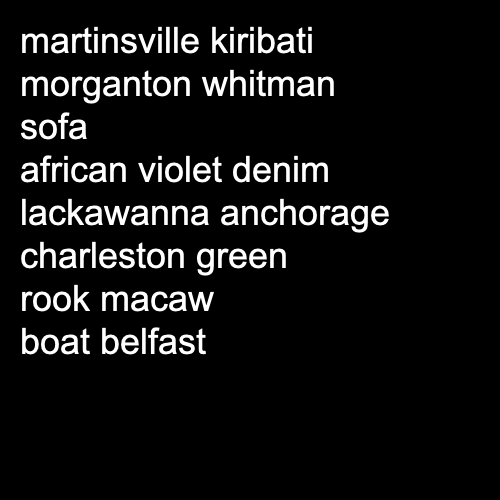 martinsville kiribati
morganton whitman
sofa
african violet denim
lackawanna anchorage
charleston green
rook macaw
boat belfast